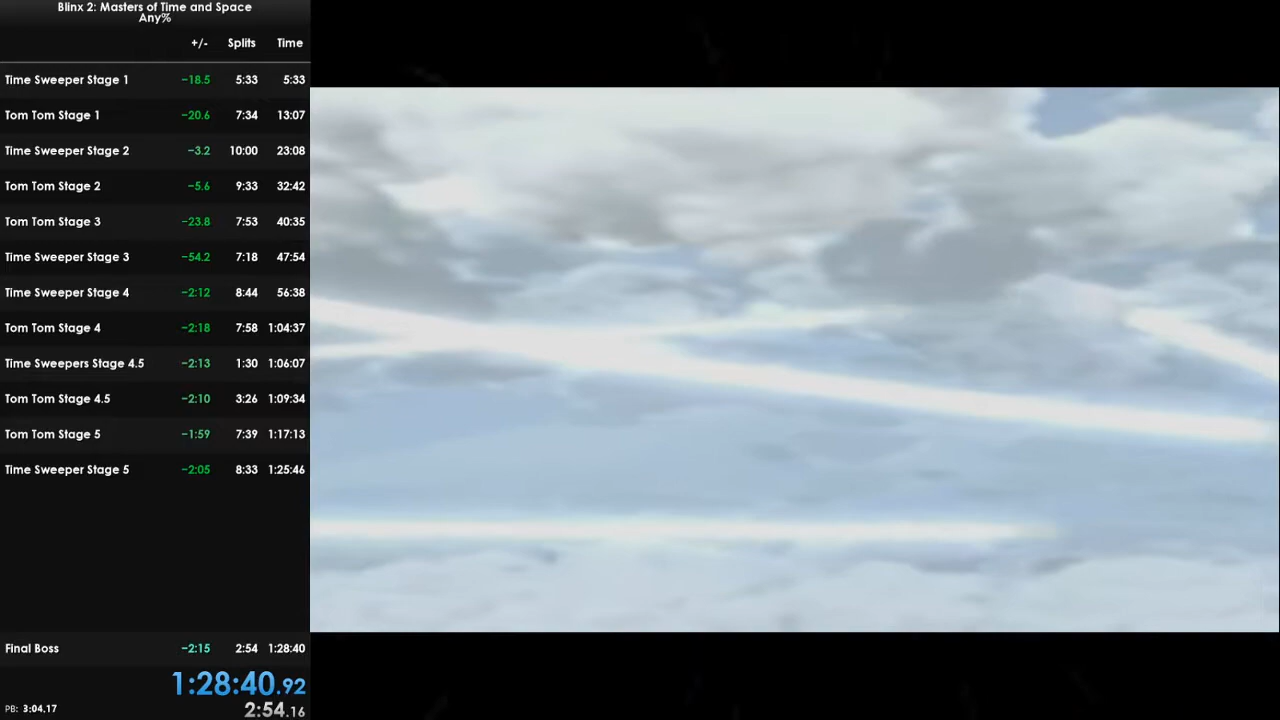 Blinx 2: Masters of Time and Space
Any%
+/- Splits Time
Time Sweeper Stage 1 −18.5 5:33 5:33
Tom Tom Stage 1 −20.6 7:34 13:07
Time Sweeper Stage 2 −3.2 10:00 23:08
Tom Tom Stage 2 −5.6 9:33 32:42
Tom Tom Stage 3 −23.8 7:53 40:35
Time Sweeper Stage 3 −54.2 7:18 47:54
Time Sweeper Stage 4 −2:12 8:44 56:38
Tom Tom Stage 4 −2:18 7:58 1:04:37
Time Sweepers Stage 4.5 −2:13 1:30 1:06:07
Tom Tom Stage 4.5 −2:10 3:26 1:09:34
Tom Tom Stage 5 −1:59 7:39 1:17:13
Time Sweeper Stage 5 −2:05 8:33 1:25:46
Final Boss −2:15 2:54 1:28:40
1:28:40.92
PB: 3:04.17 2:54.16